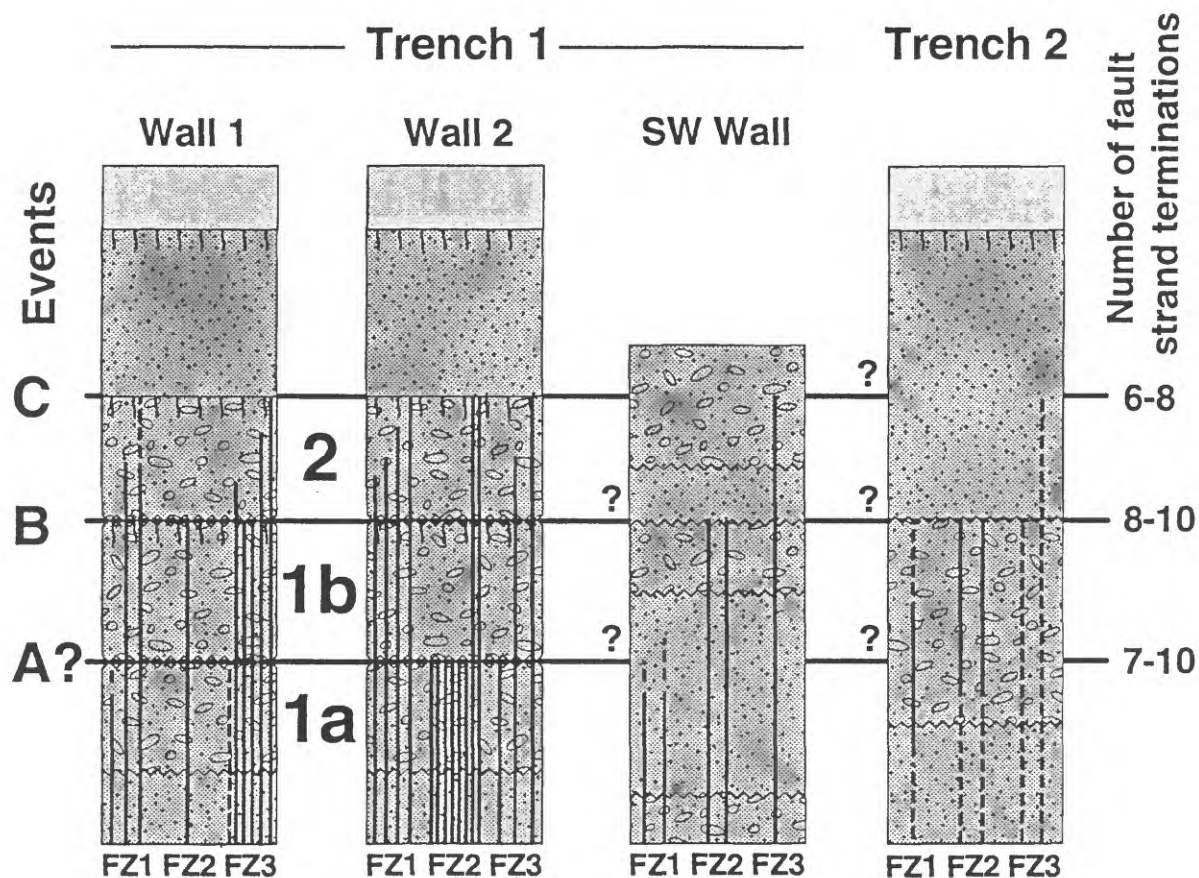 Trench 1
Trench 2
Wall 1
Wall 2
SW Wall
Number of fault
strand terminations
Events
C
?
6-8
2
B
?
?
8-10
1b
A?
?
?
7-10
1a
FZ1 FZ2 FZ3
FZ1 FZ2 FZ3
FZ1 FZ2 FZ3
FZ1 FZ2 FZ3